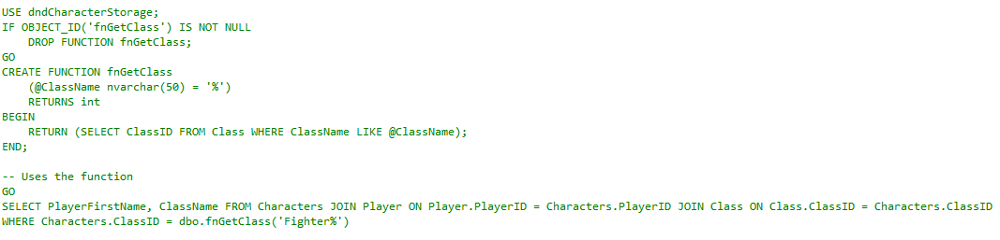 USE dndCharacterStorage;
IF OBJECT_ID('fnGetClass') IS NOT NULL
    DROP FUNCTION fnGetClass;
GO
CREATE FUNCTION fnGetClass
    (@ClassName nvarchar(50) = '%')
    RETURNS int
BEGIN
    RETURN (SELECT ClassID FROM Class WHERE ClassName LIKE @ClassName);
END;

-- Uses the function
GO
SELECT PlayerFirstName, ClassName FROM Characters JOIN Player ON Player.PlayerID = Characters.PlayerID JOIN Class ON Class.ClassID = Characters.ClassID
WHERE Characters.ClassID = dbo.fnGetClass('Fighter%')